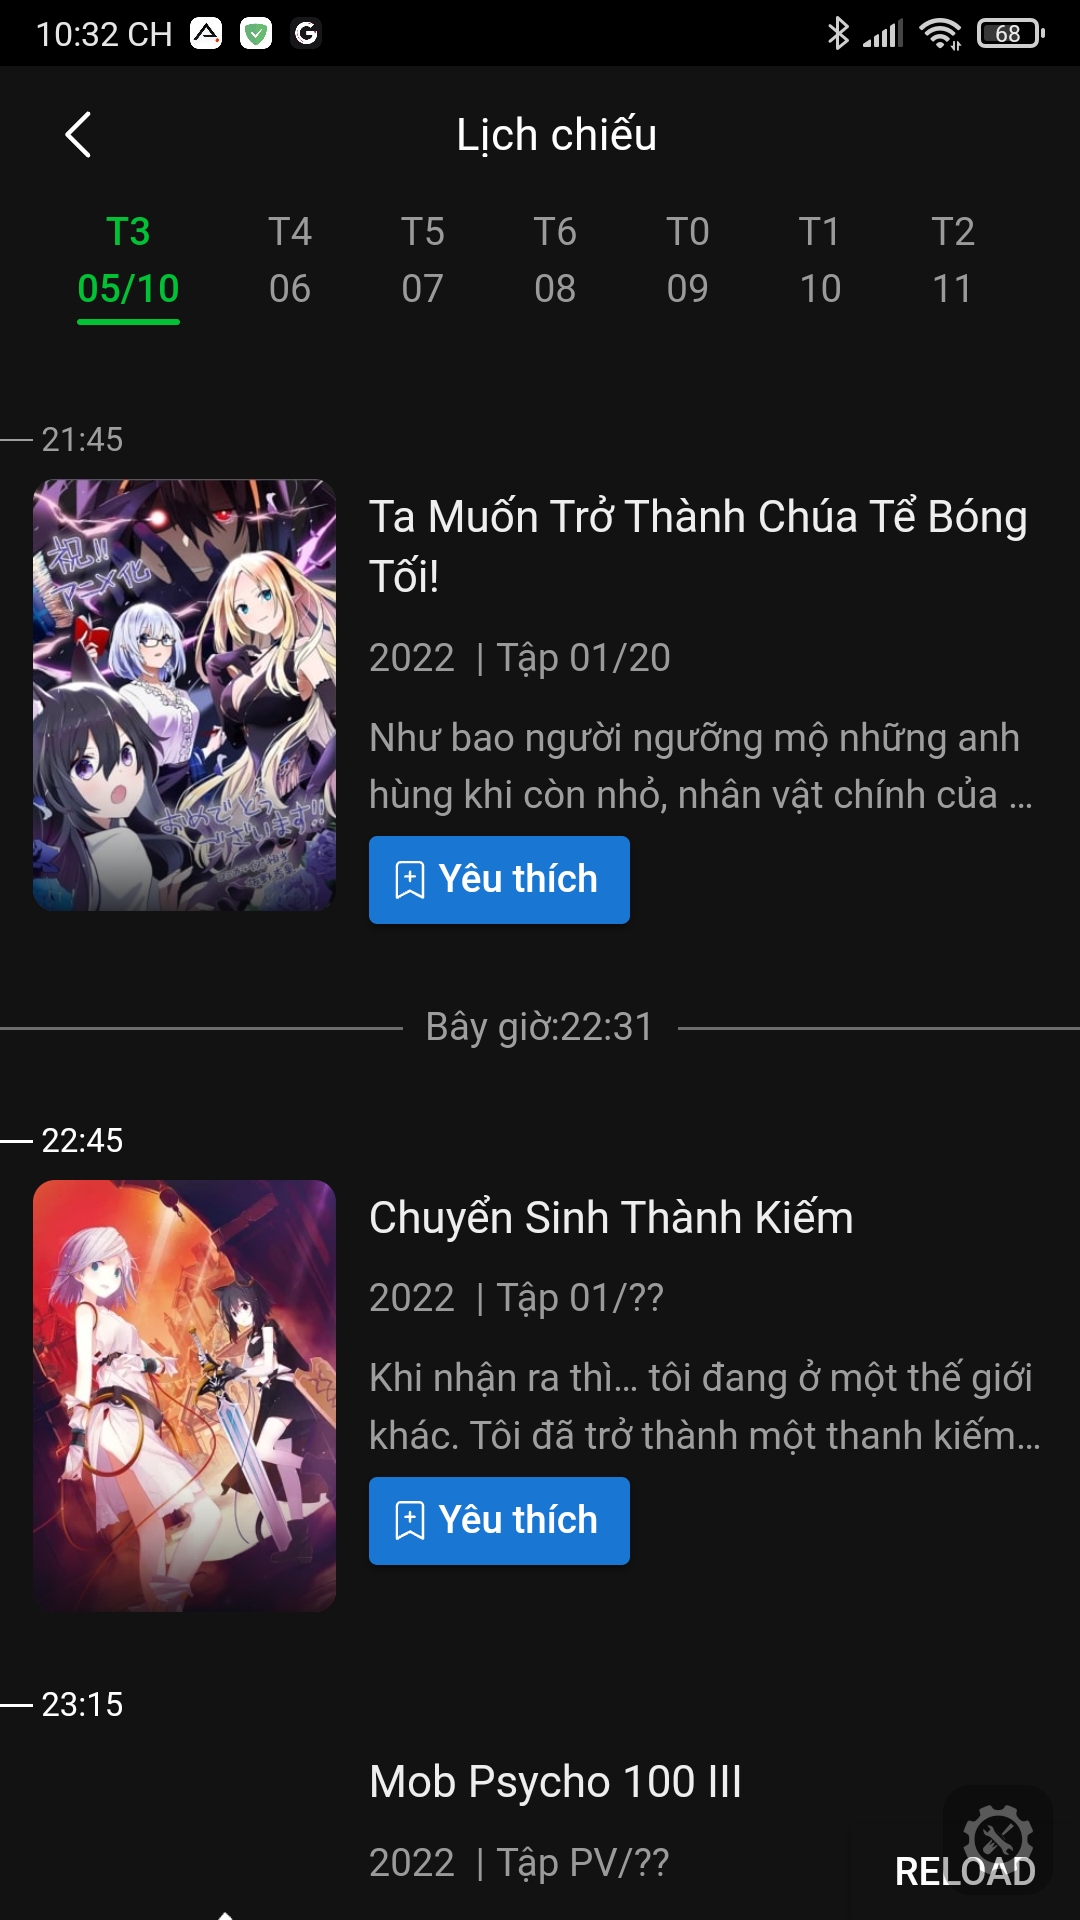 10:32 CH
68
Lịch chiếu
T3 T4 T5 T6 T0 T1 T2
05/10 06 07 08 09 10 11
21:45
祝!!
アニメ化
おめでとう
ございます!!
Ta Muốn Trở Thành Chúa Tể Bóng
Tối!
2022 | Tập 01/20
Như bao người ngưỡng mộ những anh
hùng khi còn nhỏ, nhân vật chính của ...
Yêu thích
Bây giờ:22:31
22:45
Chuyển Sinh Thành Kiếm
2022 | Tập 01/??
Khi nhận ra thì... tôi đang ở một thế giới
khác. Tôi đã trở thành một thanh kiếm...
Yêu thích
23:15
Mob Psycho 100 III
2022 | Tập PV/??
RELOAD